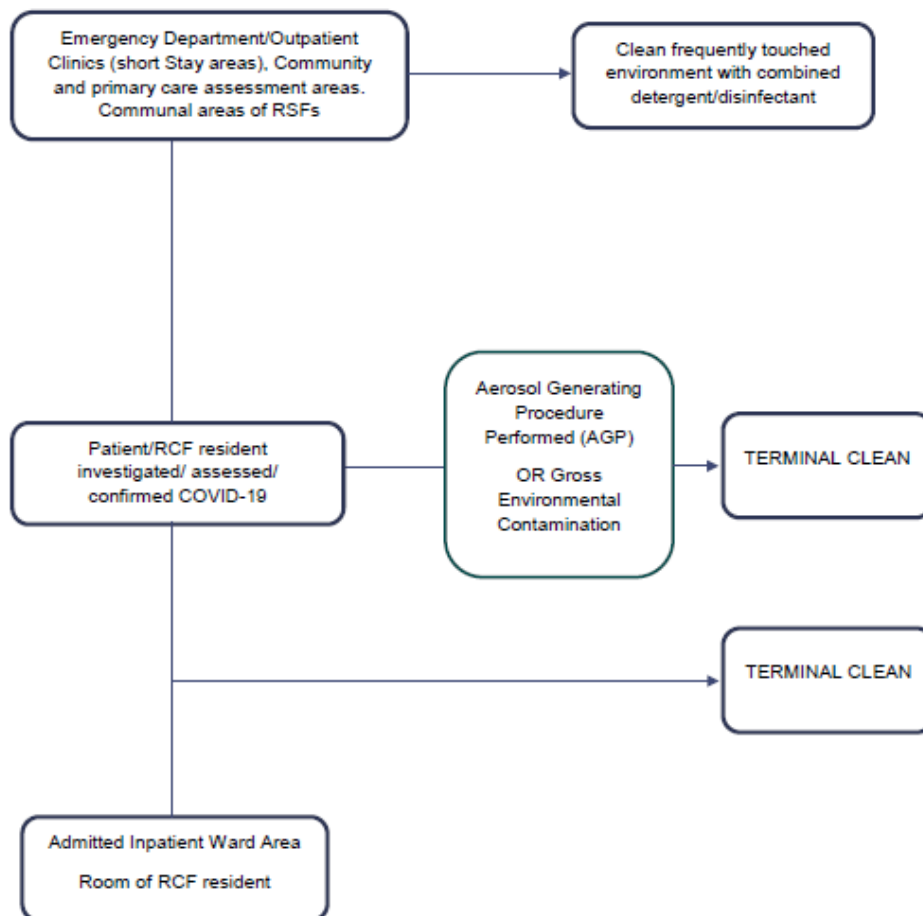 Emergency Department/Outpatient
Clinics (short Stay areas), Community
and primary care assessment areas.
Communal areas of RSFs
Clean frequently touched
environment with combined
detergent/disinfectant
Patient/RCF resident
investigated/ assessed/
confirmed COVID-19
Aerosol Generating
Procedure
Performed (AGP)
OR Gross
Environmental
Contamination
TERMINAL CLEAN
TERMINAL CLEAN
Admitted Inpatient Ward Area
Room of RCF resident